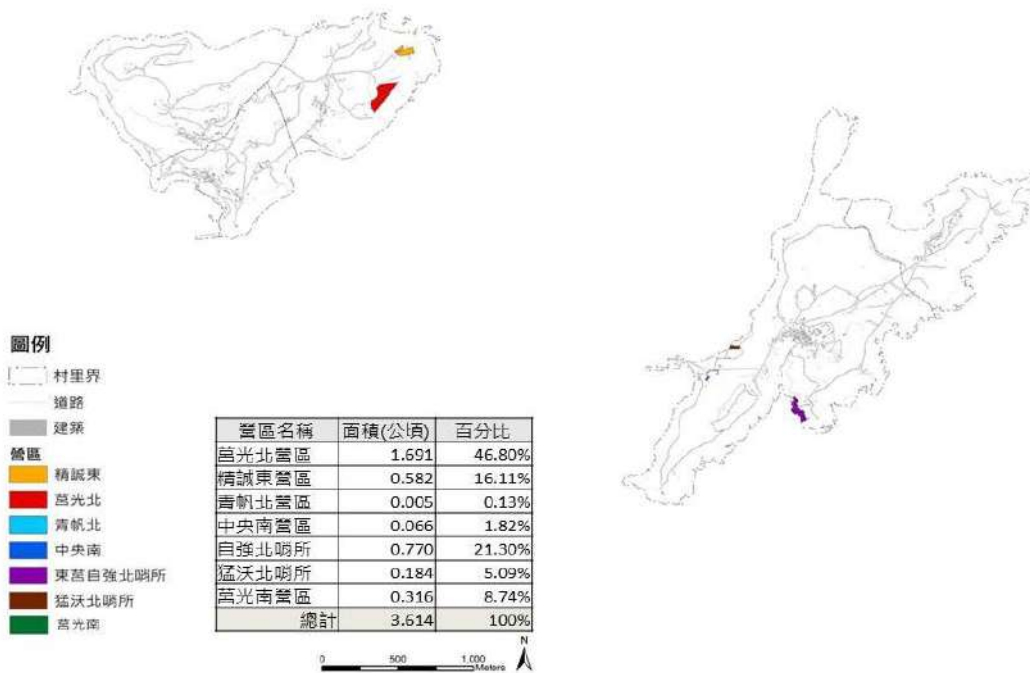 圖例
村里界
道路
建築
營區
精誠東
莒光北
青帆北
中央南
東莒自強北哨所
猛沃北哨所
莒光南
營區名稱 面積(公頃) 百分比
莒光北營區 1.691 46.80%
精誠東營區 0.582 16.11%
青帆北營區 0.005 0.13%
中央南營區 0.066 1.82%
自強北哨所 0.770 21.30%
猛沃北哨所 0.184 5.09%
莒光南營區 0.316 8.74%
總計 3.614 100%
N
0 500 1,000
Meters